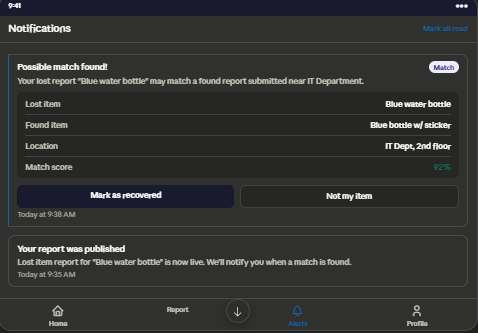 9:41
Notifications
Mark all read
Possible match found!
Match
Your lost report "Blue water bottle" may match a found report submitted near IT Department.
Lost item Blue water bottle
Found item Blue bottle w/ sticker
Location IT Dept, 2nd floor
Match score 92%
Mark as recovered
Not my item
Today at 9:38 AM
Your report was published
Lost item report for "Blue water bottle" is now live. We'll notify you when a match is found.
Today at 9:35 AM
Home
Report
Alerts
Profile